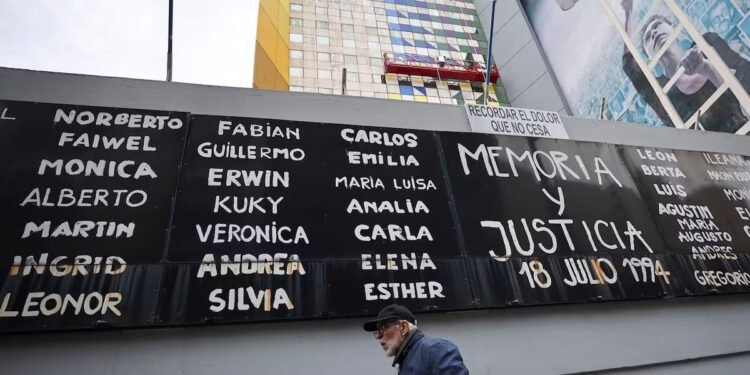 RECORDAR EL DOLOR
QUE NO CESA
NORBERTO
FAIWEL
MONICA
ALBERTO
MARTIN
INGRID
LEONOR
FABIAN
GUILLERMO
ERWIN
KUKY
VERONICA
ANDREA
SILVIA
CARLOS
EMILIA
MARIA LUISA
ANALIA
CARLA
ELENA
ESTHER
MEMORIA
Y
JUSTICIA
18 JULIO 1994
LEON
BERTA
LUIS
AGUSTIN
MARIA
AUGUSTO
ANDRES
GREGORIO